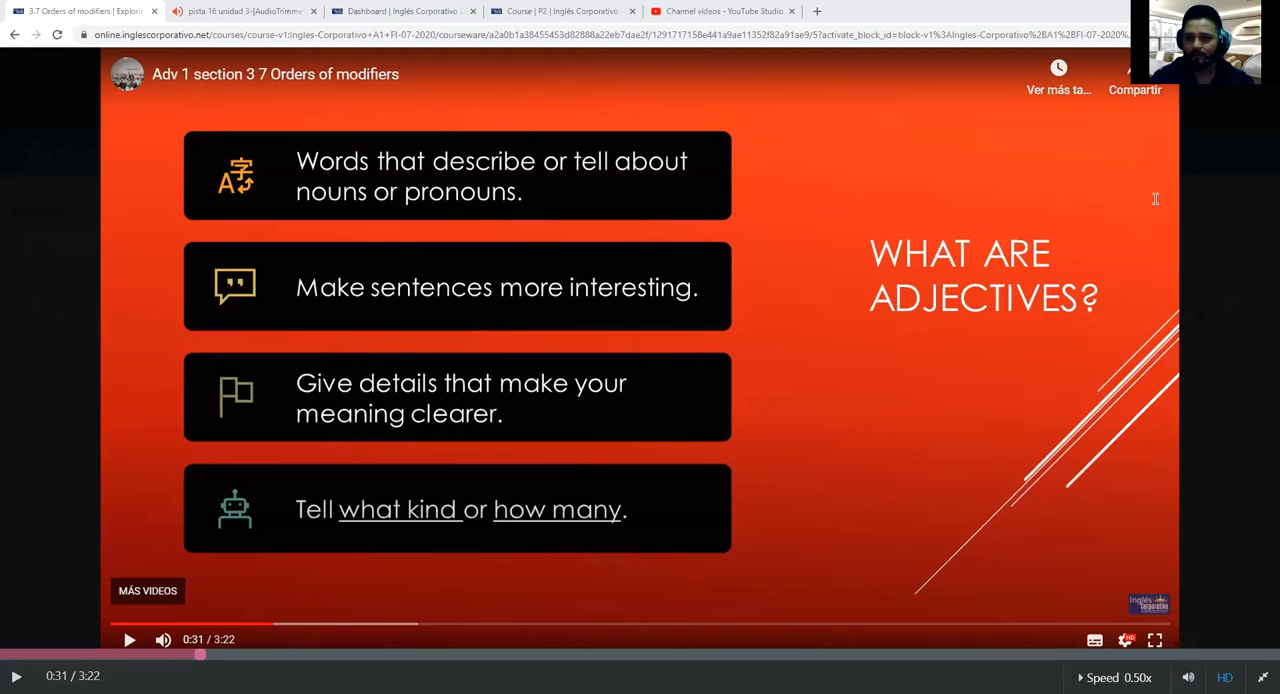 3.7 Orders of modifiers | Explorin
pista 16 unidad 3-[AudioTrimme
Dashboard | Inglés Corporativo
Course | P2 | Inglés Corporativo
Channel videos - YouTube Studio
online.inglescorporativo.net/courses/course-v1:Ingles-Corporativo+A1+FI-07-2020/courseware/a2a0b1a38455453d82888a22eb7dae2f/1291717158e441a9ae11352f82a91ae9/5?activate_block_id=block-v1%3AIngles-Corporativo%2BA1%2BFI-07-2020%
Adv 1 section 3 7 Orders of modifiers
Ver más ta...
Compartir
Words that describe or tell about
nouns or pronouns.
Make sentences more interesting.
Give details that make your
meaning clearer.
Tell what kind or how many.
WHAT ARE
ADJECTIVES?
MÁS VIDEOS
Inglés
Corporativo
0:31 / 3:22
HD
0:31 / 3:22
Speed 0.50x
HD